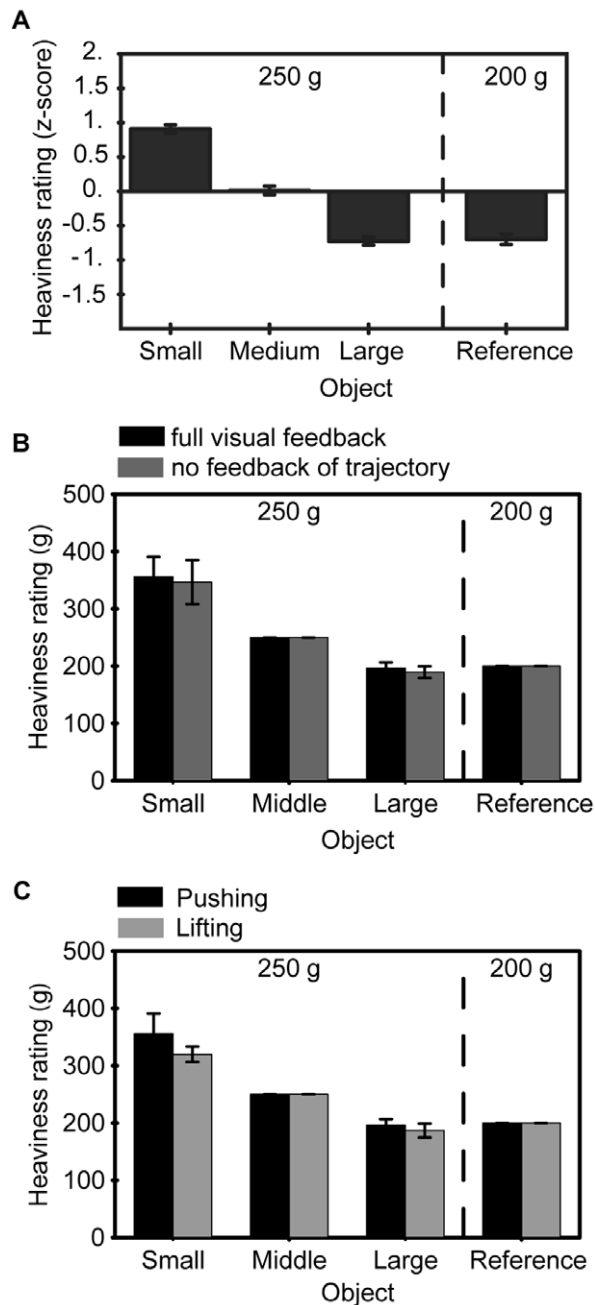 A
Heaviness rating (z-score)
2.
1.5
1.
0.5
0.
-0.5
-1.
-1.5
250 g
200 g
Small Medium Large Reference
Object
B
full visual feedback
no feedback of trajectory
Heaviness rating (g)
500
400
300
200
100
0
250 g
200 g
Small Middle Large Reference
Object
C
Pushing
Lifting
Heaviness rating (g)
500
400
300
200
100
0
250 g
200 g
Small Middle Large Reference
Object